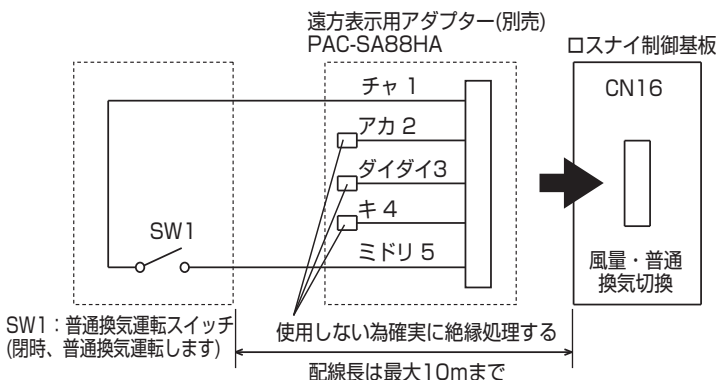 遠方表示用アダプター(別売)
PAC-SA88HA
ロスナイ制御基板
チャ 1
CN16
アカ 2
ダイダイ3
キ 4
SW1
ミドリ 5
風量・普通
換気切換
SW1：普通換気運転スイッチ
(閉時、普通換気運転します)
使用しない為確実に絶縁処理する
配線長は最大10mまで